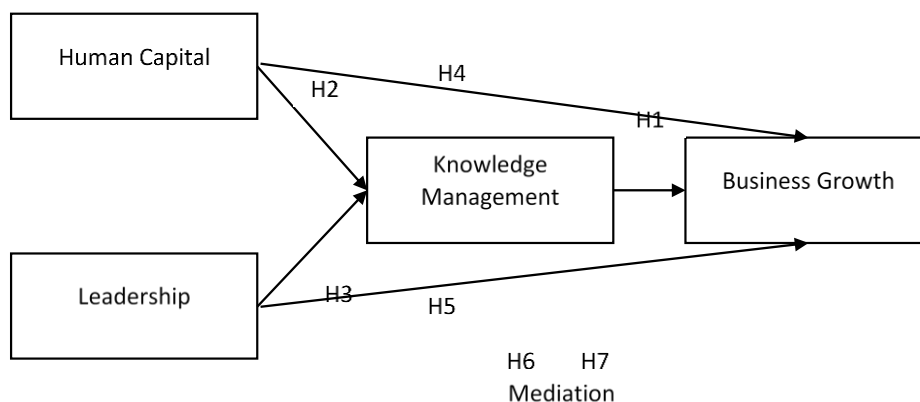 Human Capital
H4
H2
H1
Knowledge
Management
Business Growth
Leadership
H3
H5
H6 H7
Mediation